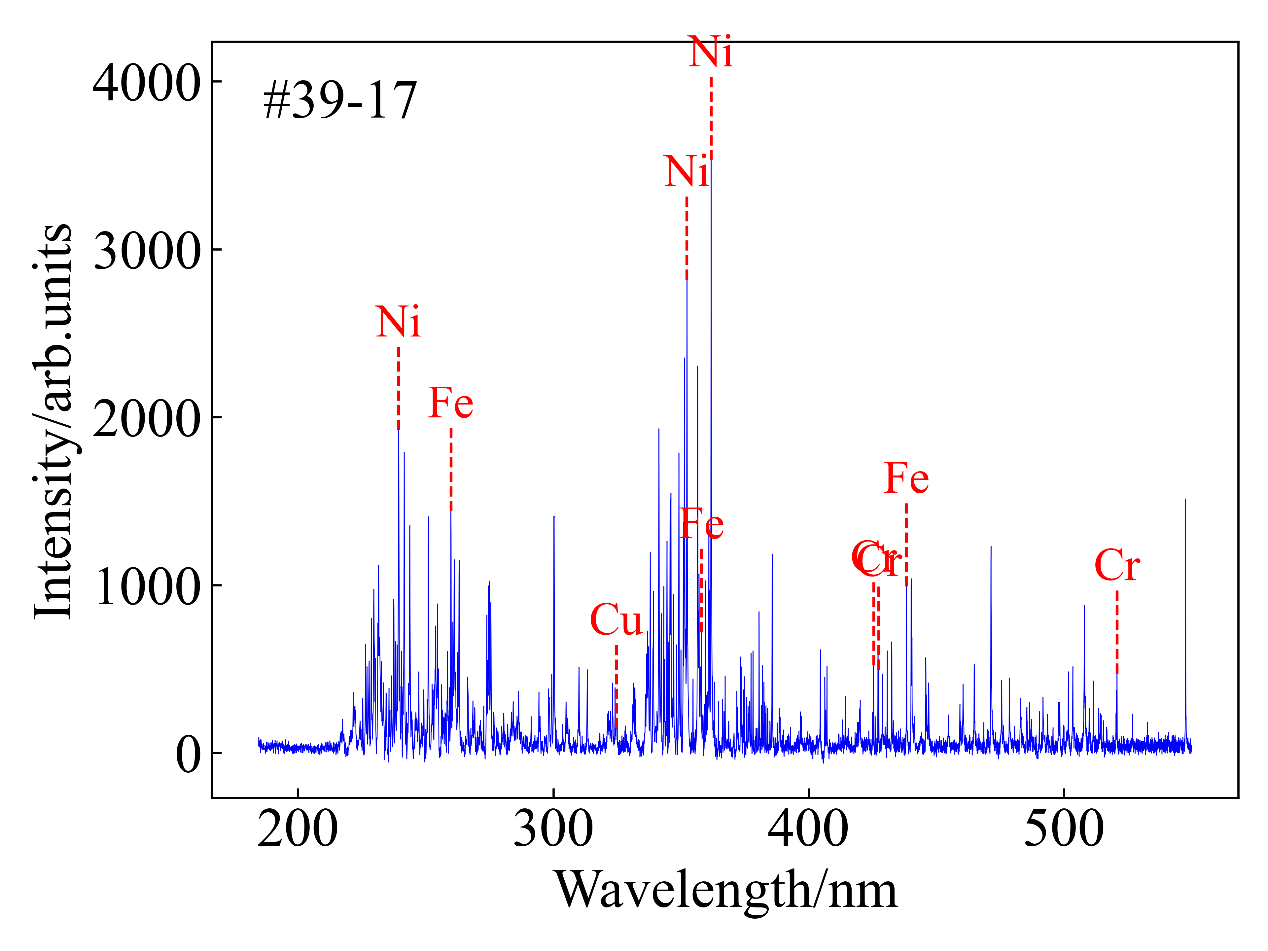 Ni
4000
#39-17
Ni
3000
Ni
Fe
2000
Fe
Fe
Cr
Cr
Cr
1000
Cu
0
200
300
400
500
Wavelength/nm
Intensity/arb.units